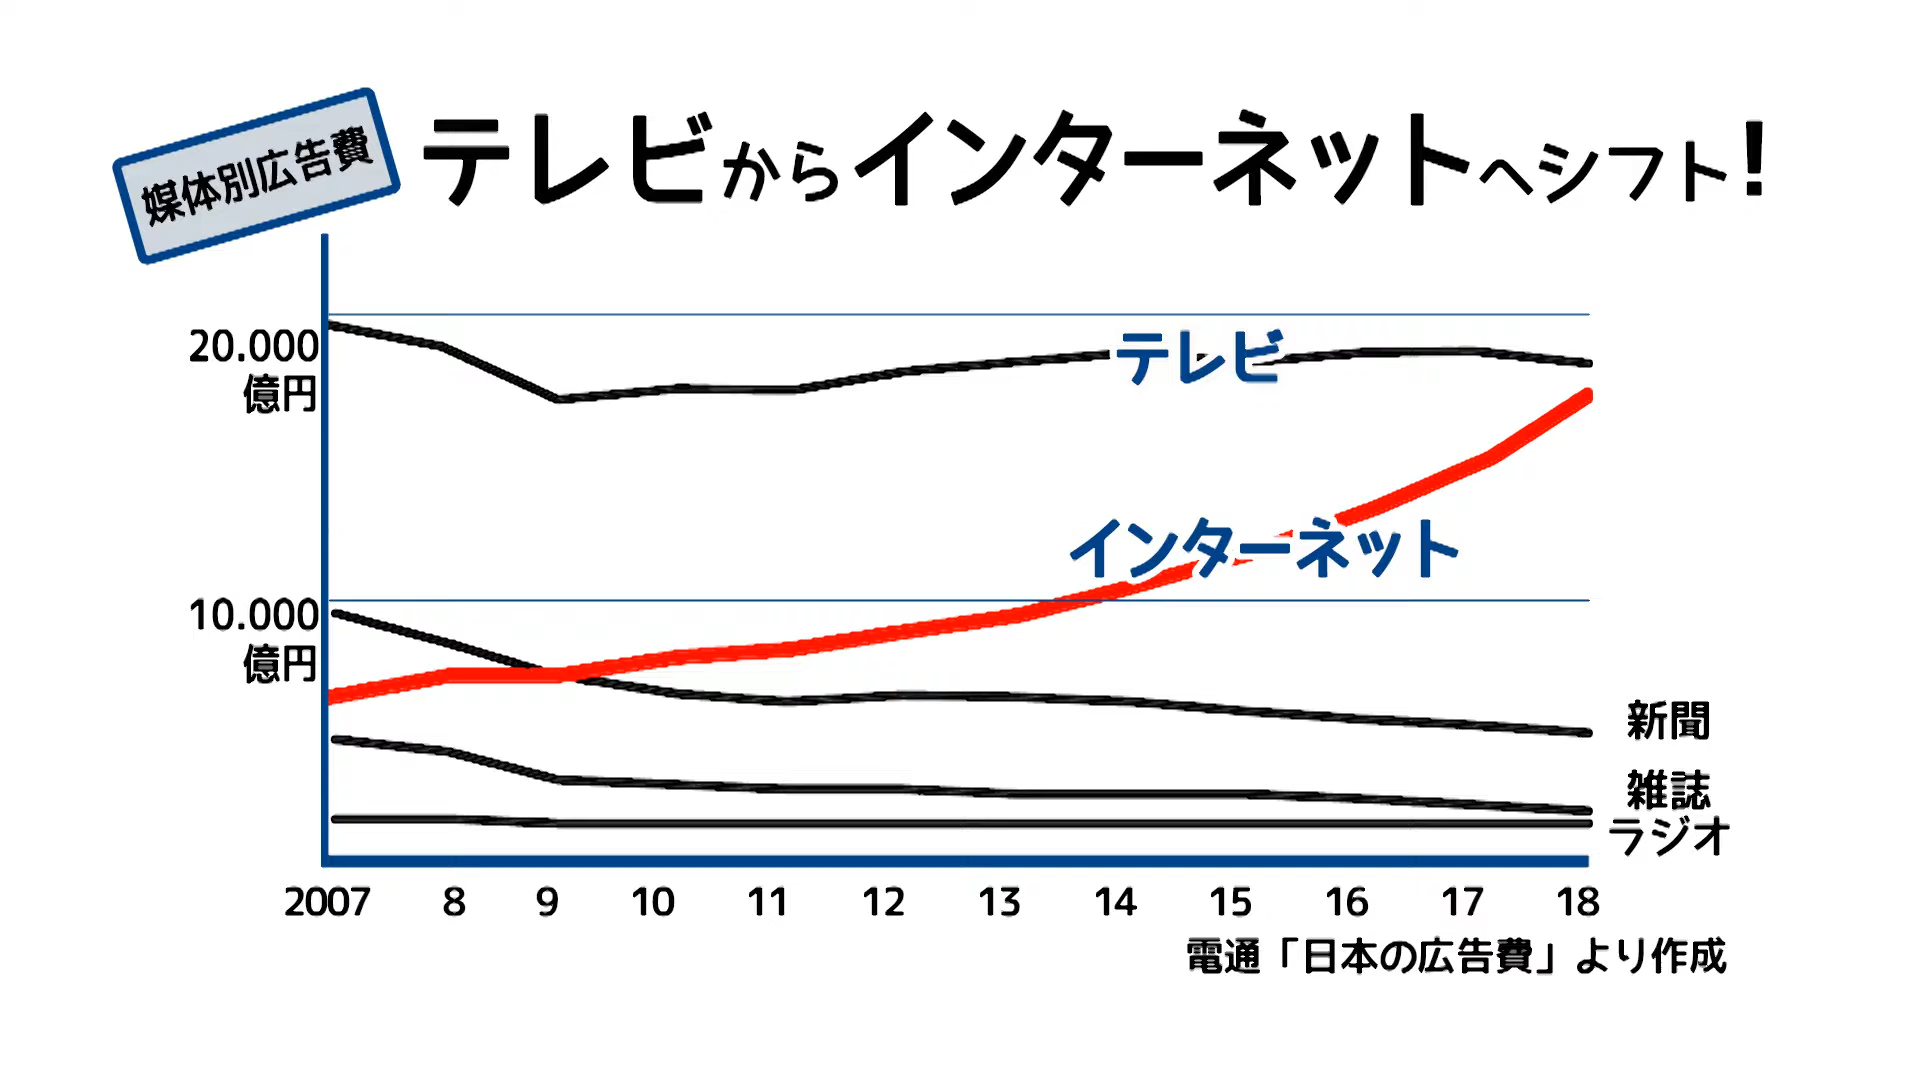 媒体別広告費
テレビからインターネットへシフト!
20.000
億円
テレビ
インターネット
10.000
億円
新聞
雑誌
ラジオ
2007 8 9 10 11 12 13 14 15 16 17 18
電通「日本の広告費」より作成